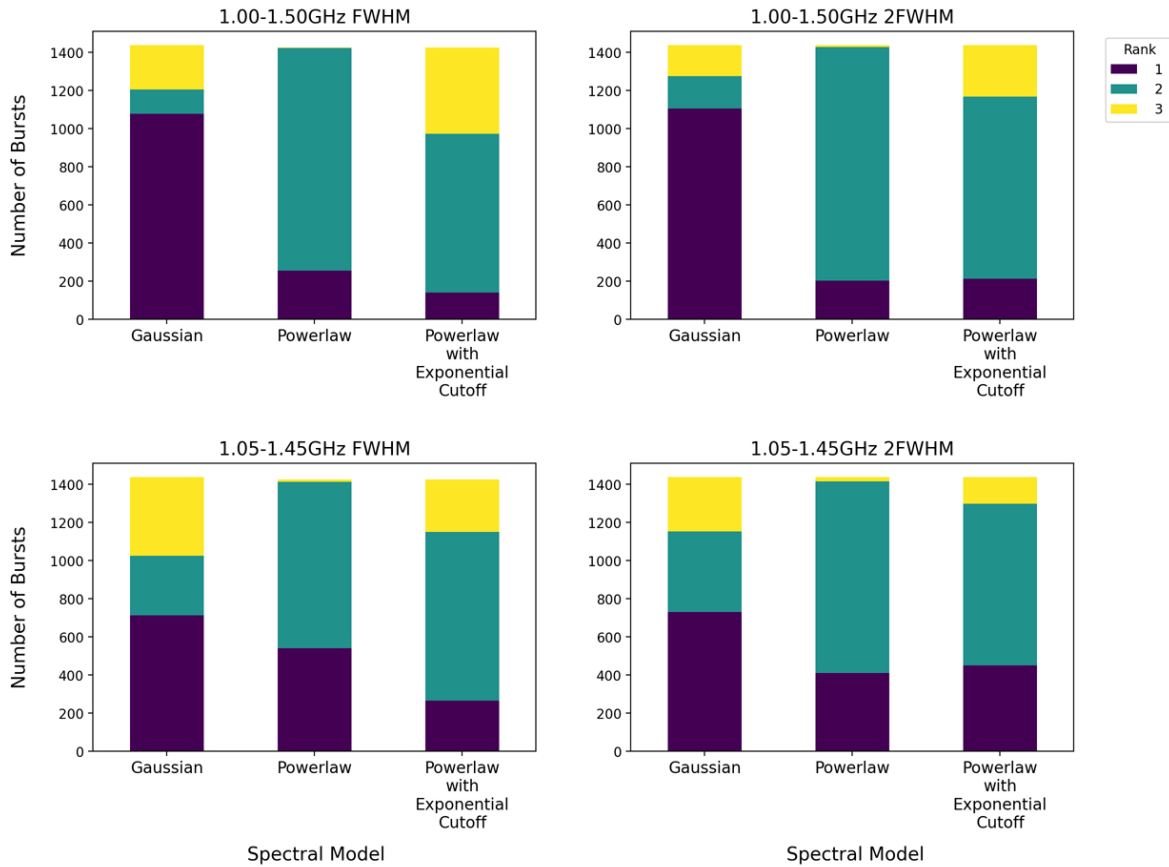 1.00-1.50GHz FWHM
1400
1200
1000
800
600
400
200
0
Number of Bursts
Gaussian
Powerlaw
Powerlaw
with
Exponential
Cutoff
1.00-1.50GHz 2FWHM
1400
1200
1000
800
600
400
200
0
Gaussian
Powerlaw
Powerlaw
with
Exponential
Cutoff
Rank
1
2
3
1.05-1.45GHz FWHM
1400
1200
1000
800
600
400
200
0
Number of Bursts
Gaussian
Powerlaw
Powerlaw
with
Exponential
Cutoff
Spectral Model
1.05-1.45GHz 2FWHM
1400
1200
1000
800
600
400
200
0
Gaussian
Powerlaw
Powerlaw
with
Exponential
Cutoff
Spectral Model